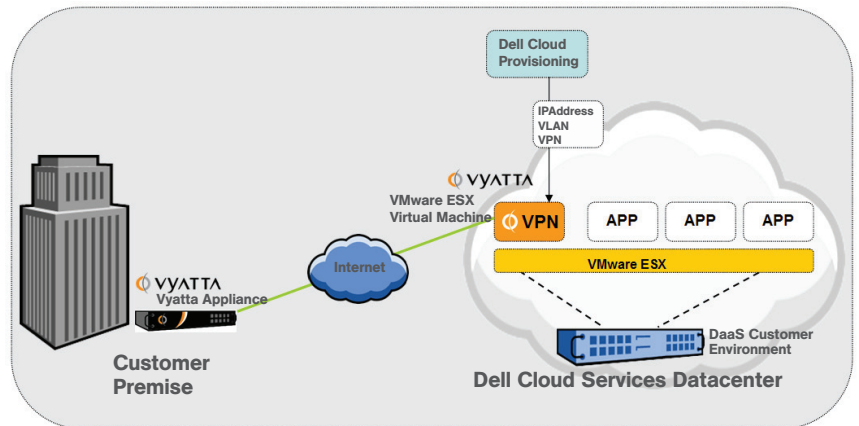 Dell Cloud
Provisioning
IPAddress
VLAN
VPN
VYATTA
VMware ESX
Virtual Machine
VPN
APP
APP
APP
VMware ESX
Internet
VYATTA
Vyatta Appliance
DaaS Customer
Environment
Customer
Premise
Dell Cloud Services Datacenter